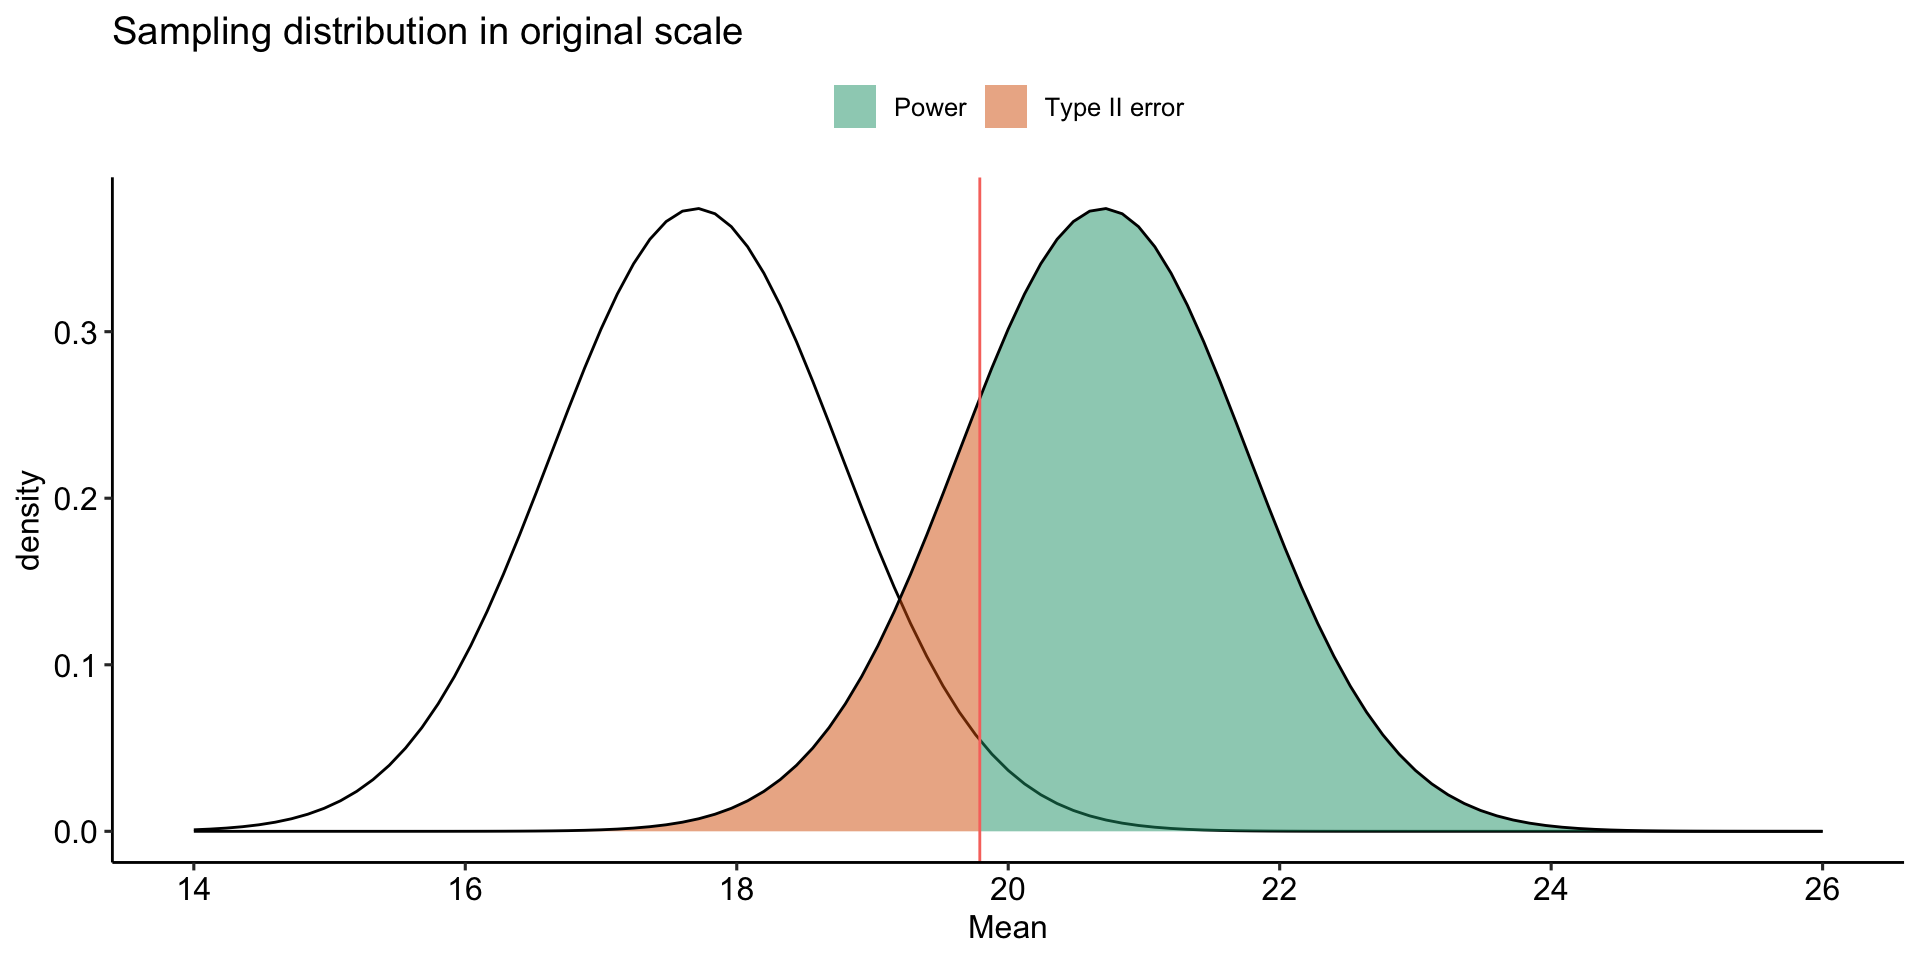 Sampling distribution in original scale
Power Type II error
density
0.3
0.2
0.1
0.0
14 16 18 20 22 24 26
Mean